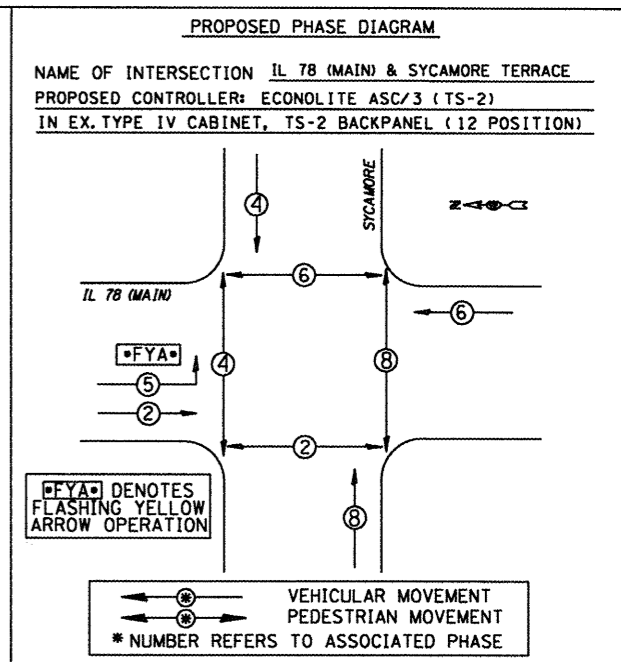 PROPOSED PHASE DIAGRAM
NAME OF INTERSECTION IL 78 (MAIN) & SYCAMORE TERRACE
PROPOSED CONTROLLER: ECONOLITE ASC/3 (TS-2)
IN EX. TYPE IV CABINET, TS-2 BACKPANEL (12 POSITION)
4
SYCAMORE
N
6
IL 78 (MAIN)
6
•FYA•
5
4
8
2
2
•FYA• DENOTES
FLASHING YELLOW
ARROW OPERATION
8
* VEHICULAR MOVEMENT
* PEDESTRIAN MOVEMENT
* NUMBER REFERS TO ASSOCIATED PHASE